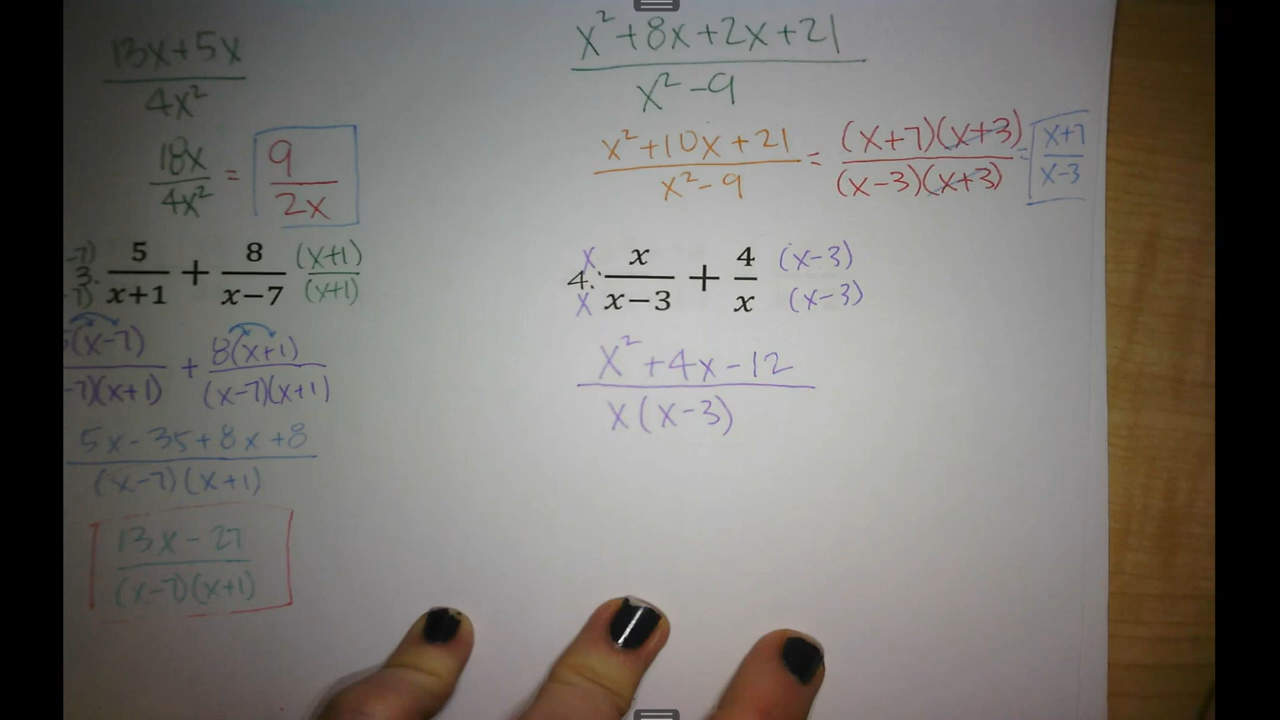 13x+5x
4x²
18x
4x²
= 9
2x
3. 5/x+1 + 8/x−7 (x+1)/(x+1)
(x-7)/-7)(x+1) + 8(x+1)/(x-7)(x+1)
5x-35+8x+8
(x-7)(x+1)
13x-27
(x-7)(x+1)
x²+8x+2x+21
x²-9
x²+10x+21/x²-9 = (x+7)(x+3)/(x-3)(x+3) = x+7/x-3
4. x/x x/x−3 + 4/x (x-3)/(x-3)
x²+4x-12
x(x-3)